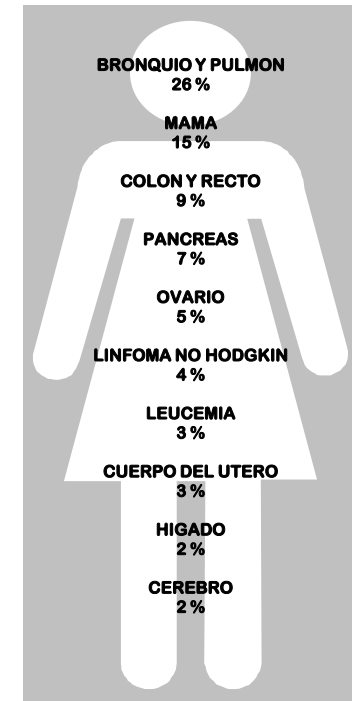 BRONQUIO Y PULMON
26 %
MAMA
15 %
COLON Y RECTO
9 %
PANCREAS
7 %
OVARIO
5 %
LINFOMA NO HODGKIN
4 %
LEUCEMIA
3 %
CUERPO DEL UTERO
3 %
HIGADO
2 %
CEREBRO
2 %